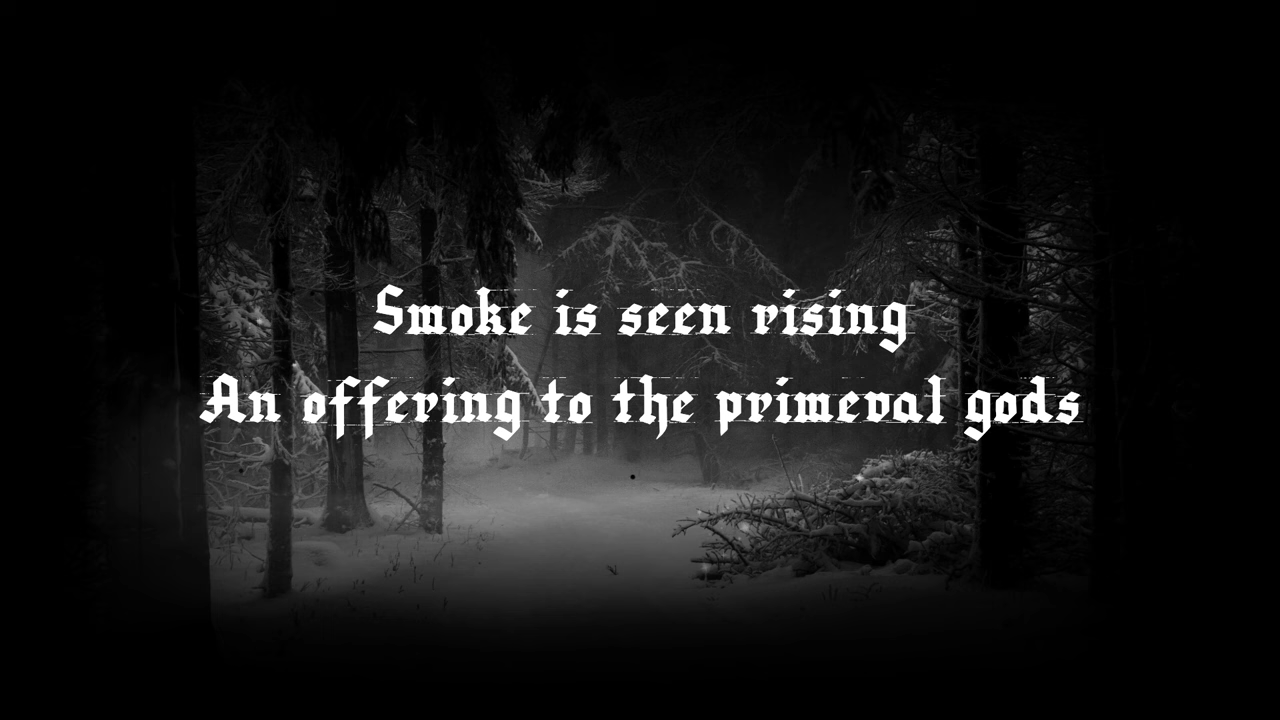 Smoke is seen rising
An offering to the primeval gods